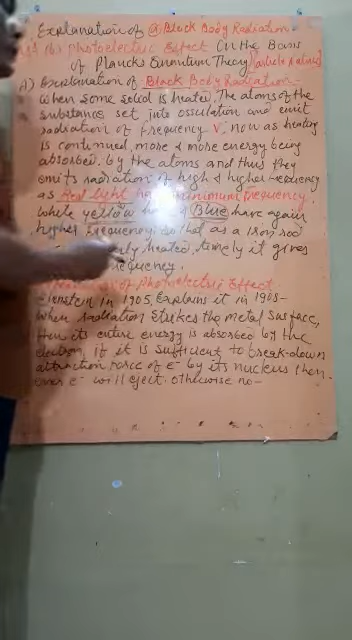 Explanation of (a) Black Body Radiation
(b) Photoelectric Effect On the Basis
of Plancks Quantum Theory [Particle Nature]
A) Explanation of Black Body Radiation-
When some solid is heated, The atoms of the
substance set into osculation and emit
radiation of frequency V, now as heating
is continued, more & more energy being
absorbed by the atoms and thus they
emits radiation of high & higher frequency
as Red light has minimum frequency,
while yellow & Blue have again
higher frequency, so that as a Iron rod
heated, it gives
frequency.
of Photoelectric Effect-
Einstein in 1905, Explains it in 1905-
When radiation strikes the metal surface,
then its entire energy is absorbed by the
electron, if it is sufficient to break-down
attraction force of e- by its nucleus then
e- will eject, otherwise no-